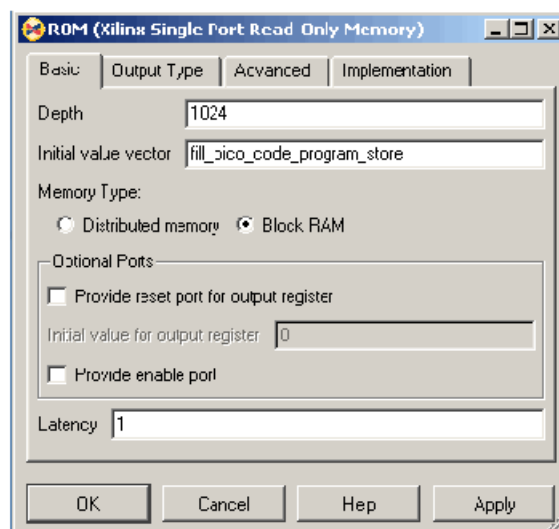 ROM (Xilinx Single Port Read-Only Memory)
Basic Output Type Advanced Implementation
Depth 1024
Initial value vector fill_pico_code_program_store
Memory Type:
Distributed memory Block RAM
Optional Ports
Provide reset port for output register
Initial value for output register 0
Provide enable port
Latency 1
OK Cancel Help Apply